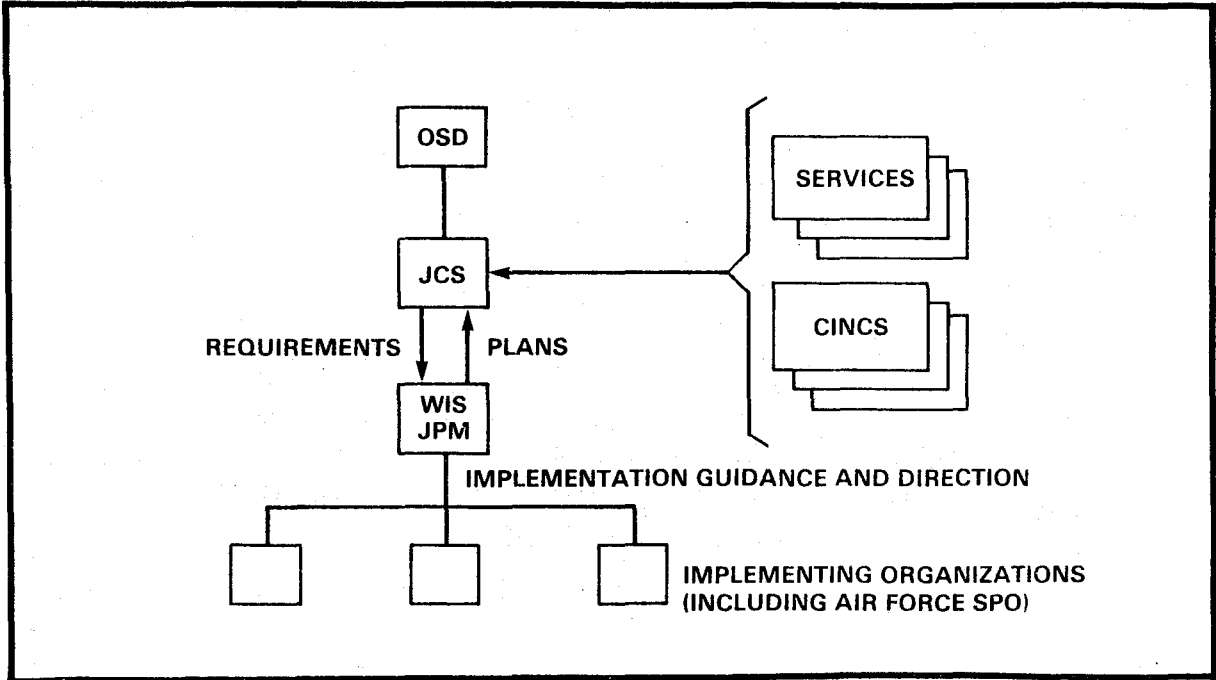 OSD
SERVICES
JCS
CINCS
REQUIREMENTS
PLANS
WIS
JPM
IMPLEMENTATION GUIDANCE AND DIRECTION
IMPLEMENTING ORGANIZATIONS
(INCLUDING AIR FORCE SPO)